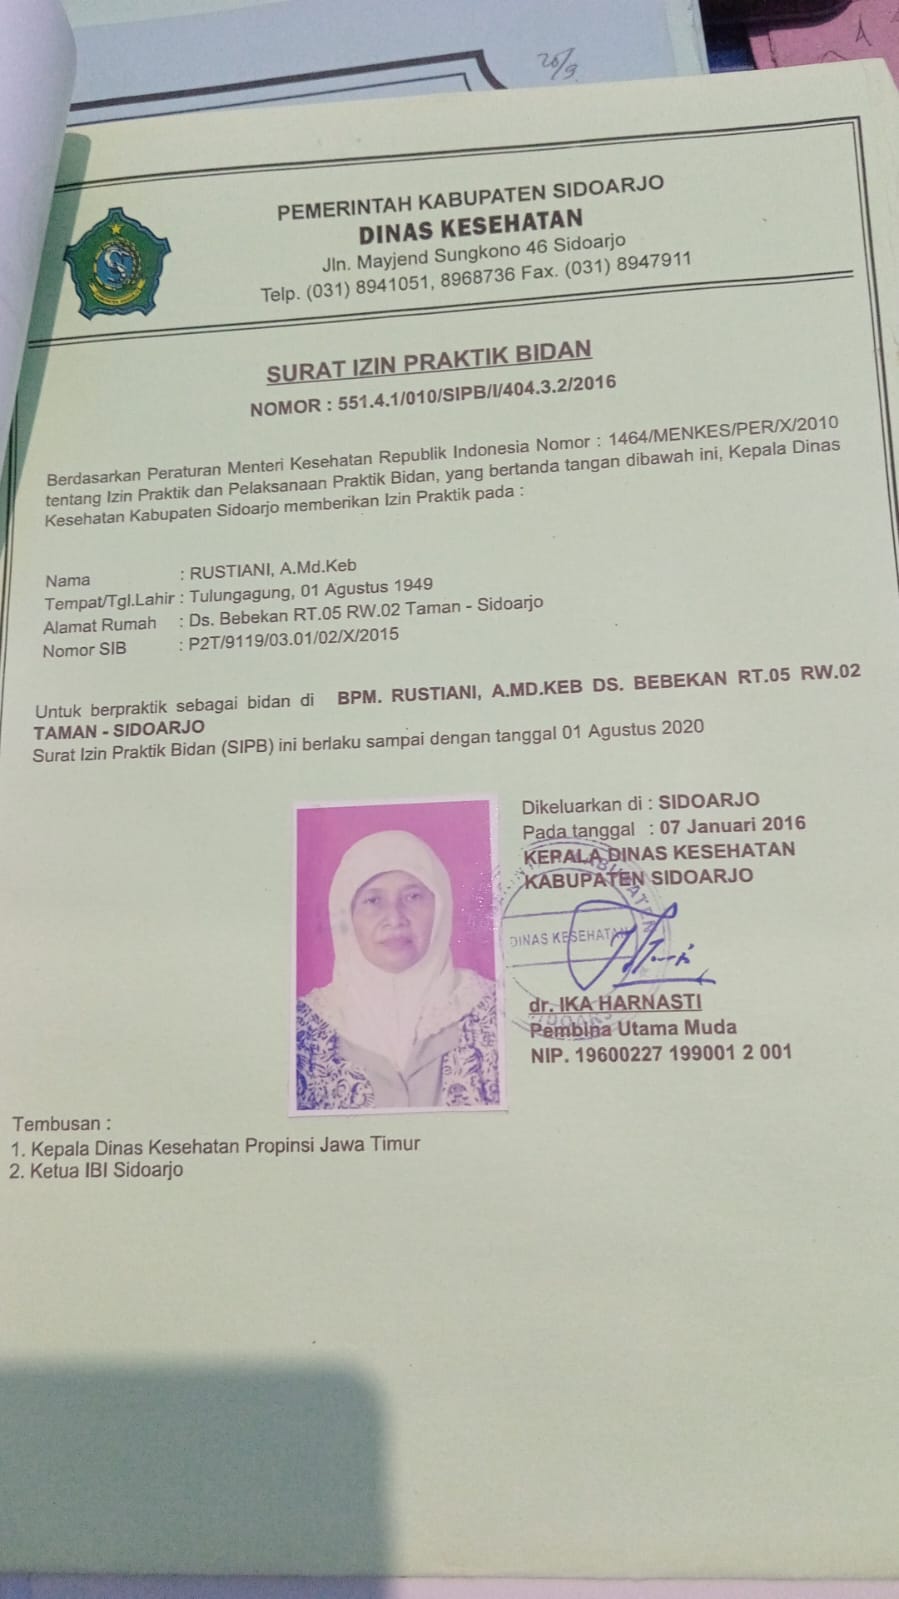 20/9
PEMERINTAH KABUPATEN SIDOARJO
DINAS KESEHATAN
Jln. Mayjend Sungkono 46 Sidoarjo
Telp. (031) 8941051, 8968736 Fax. (031) 8947911
SURAT IZIN PRAKTIK BIDAN
NOMOR : 551.4.1/010/SIPB/I/404.3.2/2016
Berdasarkan Peraturan Menteri Kesehatan Republik Indonesia Nomor : 1464/MENKES/PER/X/2010
tentang Izin Praktik dan Pelaksanaan Praktik Bidan, yang bertanda tangan dibawah ini, Kepala Dinas
Kesehatan Kabupaten Sidoarjo memberikan Izin Praktik pada :
Nama : RUSTIANI, A.Md.Keb
Tempat/Tgl.Lahir : Tulungagung, 01 Agustus 1949
Alamat Rumah : Ds. Bebekan RT.05 RW.02 Taman - Sidoarjo
Nomor SIB : P2T/9119/03.01/02/X/2015
Untuk berpraktik sebagai bidan di BPM. RUSTIANI, A.MD.KEB DS. BEBEKAN RT.05 RW.02
TAMAN - SIDOARJO
Surat Izin Praktik Bidan (SIPB) ini berlaku sampai dengan tanggal 01 Agustus 2020
Dikeluarkan di : SIDOARJO
Pada tanggal : 07 Januari 2016
KEPALA DINAS KESEHATAN
KABUPATEN SIDOARJO
DINAS KESEHATAN
dr. IKA HARNASTI
Pembina Utama Muda
NIP. 19600227 199001 2 001
Tembusan :
1. Kepala Dinas Kesehatan Propinsi Jawa Timur
2. Ketua IBI Sidoarjo